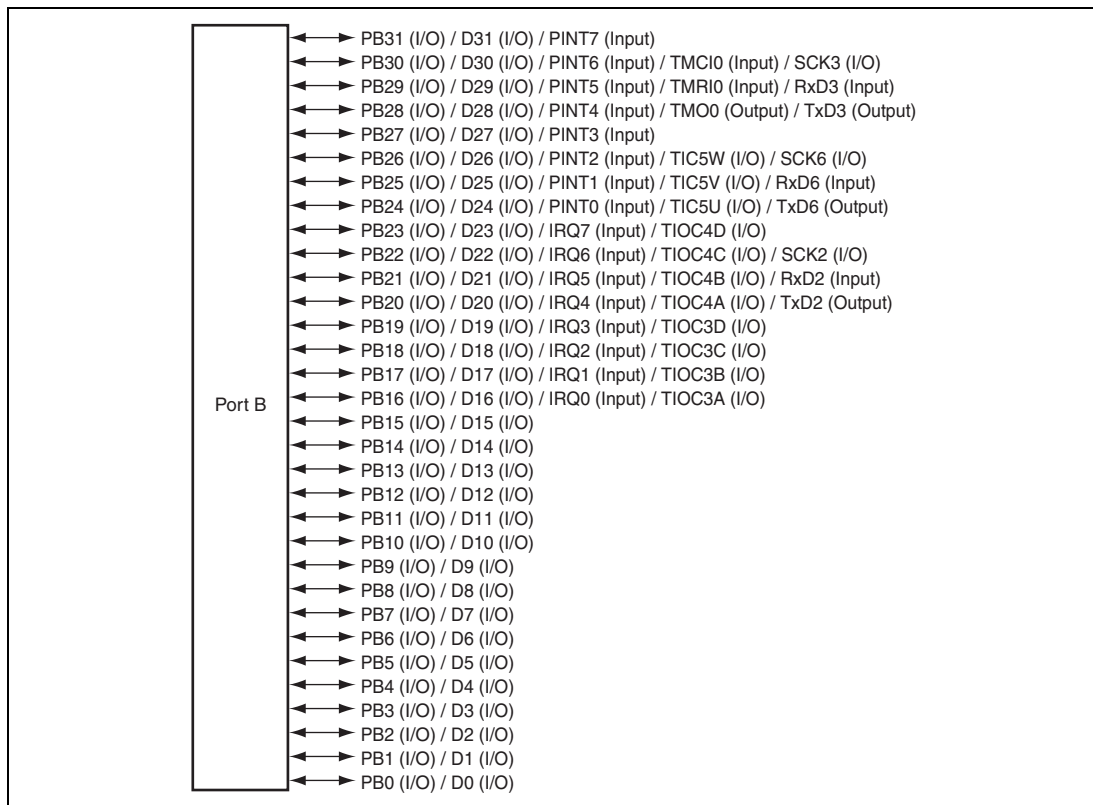 PB31 (I/O) / D31 (I/O) / PINT7 (Input)
PB30 (I/O) / D30 (I/O) / PINT6 (Input) / TMCI0 (Input) / SCK3 (I/O)
PB29 (I/O) / D29 (I/O) / PINT5 (Input) / TMRI0 (Input) / RxD3 (Input)
PB28 (I/O) / D28 (I/O) / PINT4 (Input) / TMO0 (Output) / TxD3 (Output)
PB27 (I/O) / D27 (I/O) / PINT3 (Input)
PB26 (I/O) / D26 (I/O) / PINT2 (Input) / TIC5W (I/O) / SCK6 (I/O)
PB25 (I/O) / D25 (I/O) / PINT1 (Input) / TIC5V (I/O) / RxD6 (Input)
PB24 (I/O) / D24 (I/O) / PINT0 (Input) / TIC5U (I/O) / TxD6 (Output)
PB23 (I/O) / D23 (I/O) / IRQ7 (Input) / TIOC4D (I/O)
PB22 (I/O) / D22 (I/O) / IRQ6 (Input) / TIOC4C (I/O) / SCK2 (I/O)
PB21 (I/O) / D21 (I/O) / IRQ5 (Input) / TIOC4B (I/O) / RxD2 (Input)
PB20 (I/O) / D20 (I/O) / IRQ4 (Input) / TIOC4A (I/O) / TxD2 (Output)
PB19 (I/O) / D19 (I/O) / IRQ3 (Input) / TIOC3D (I/O)
PB18 (I/O) / D18 (I/O) / IRQ2 (Input) / TIOC3C (I/O)
PB17 (I/O) / D17 (I/O) / IRQ1 (Input) / TIOC3B (I/O)
Port B
PB16 (I/O) / D16 (I/O) / IRQ0 (Input) / TIOC3A (I/O)
PB15 (I/O) / D15 (I/O)
PB14 (I/O) / D14 (I/O)
PB13 (I/O) / D13 (I/O)
PB12 (I/O) / D12 (I/O)
PB11 (I/O) / D11 (I/O)
PB10 (I/O) / D10 (I/O)
PB9 (I/O) / D9 (I/O)
PB8 (I/O) / D8 (I/O)
PB7 (I/O) / D7 (I/O)
PB6 (I/O) / D6 (I/O)
PB5 (I/O) / D5 (I/O)
PB4 (I/O) / D4 (I/O)
PB3 (I/O) / D3 (I/O)
PB2 (I/O) / D2 (I/O)
PB1 (I/O) / D1 (I/O)
PB0 (I/O) / D0 (I/O)